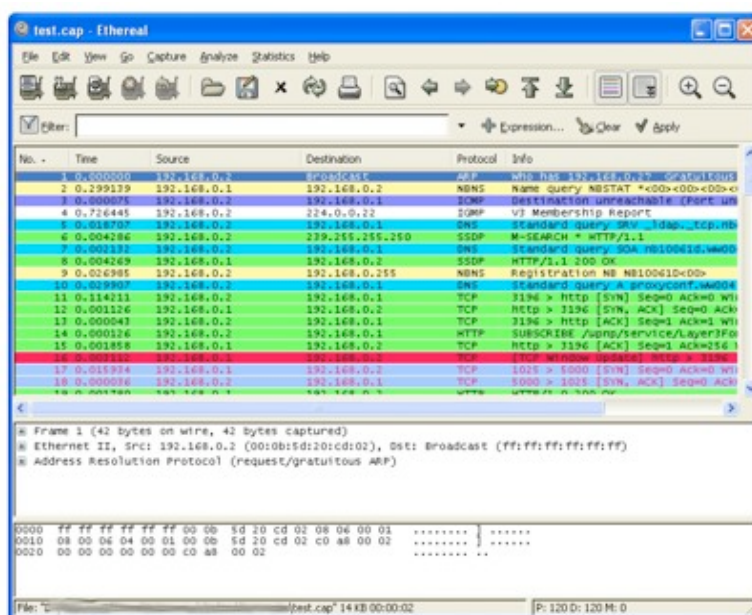 test.cap - Ethereal
File Edit View Go Capture Analyze Statistics Help
Filter: Expression... Clear Apply
No. . Time Source Destination Protocol Info
1 0.000000 192.168.0.2 Broadcast ARP Who has 192.168.0.2? Gratuitous
2 0.299139 192.168.0.1 192.168.0.2 NBNS Name query NBSTAT *<00><00><00>
3 0.000075 192.168.0.2 192.168.0.1 ICMP Destination unreachable (Port un
4 0.726445 192.168.0.2 224.0.0.22 IGMP V3 Membership Report
5 0.018707 192.168.0.2 192.168.0.1 DNS Standard query SRV _ldap._tcp.nb
6 0.004286 192.168.0.2 239.255.255.250 SSDP M-SEARCH * HTTP/1.1
7 0.002132 192.168.0.2 192.168.0.1 DNS Standard query SOA nb10061d.ww00
8 0.004269 192.168.0.1 192.168.0.2 SSDP HTTP/1.1 200 OK
9 0.026985 192.168.0.2 192.168.0.255 NBNS Registration NB NB10061D<00>
10 0.029907 192.168.0.2 192.168.0.1 DNS Standard query A proxyconf.ww004
11 0.114211 192.168.0.2 192.168.0.1 TCP 3196 > http [SYN] Seq=0 Ack=0 Wi
12 0.001126 192.168.0.1 192.168.0.2 TCP http > 3196 [SYN, ACK] Seq=0 Ac
13 0.000043 192.168.0.2 192.168.0.1 TCP 3196 > http [ACK] Seq=1 Ack=1 Wi
14 0.000126 192.168.0.2 192.168.0.1 HTTP SUBSCRIBE /upnp/service/Layer3Fo
15 0.001858 192.168.0.1 192.168.0.2 TCP http > 3196 [ACK] Seq=1 Ack=256
16 0.003112 192.168.0.1 192.168.0.2 TCP [TCP Window Update] http > 3196
17 0.015934 192.168.0.1 192.168.0.2 TCP 1025 > 5000 [SYN] Seq=0 Ack=0 Wi
18 0.000036 192.168.0.2 192.168.0.1 TCP 5000 > 1025 [SYN, ACK] Seq=0 Ack
19 0.001780 192.168.0.1 192.168.0.2 HTTP HTTP/1.0 200 OK
Frame 1 (42 bytes on wire, 42 bytes captured)
Ethernet II, Src: 192.168.0.2 (00:0b:5d:20:cd:02), Dst: Broadcast (ff:ff:ff:ff:ff:ff)
Address Resolution Protocol (request/gratuitous ARP)
0000 ff ff ff ff ff ff 00 0b 5d 20 cd 02 08 06 00 01 ........ ] ......
0010 08 00 06 04 00 01 00 0b 5d 20 cd 02 c0 a8 00 02 ........ ] ......
0020 00 00 00 00 00 00 c0 a8 00 02 ........ ..
File: /test.cap" 14 KB 00:00:02 P: 120 D: 120 M: 0